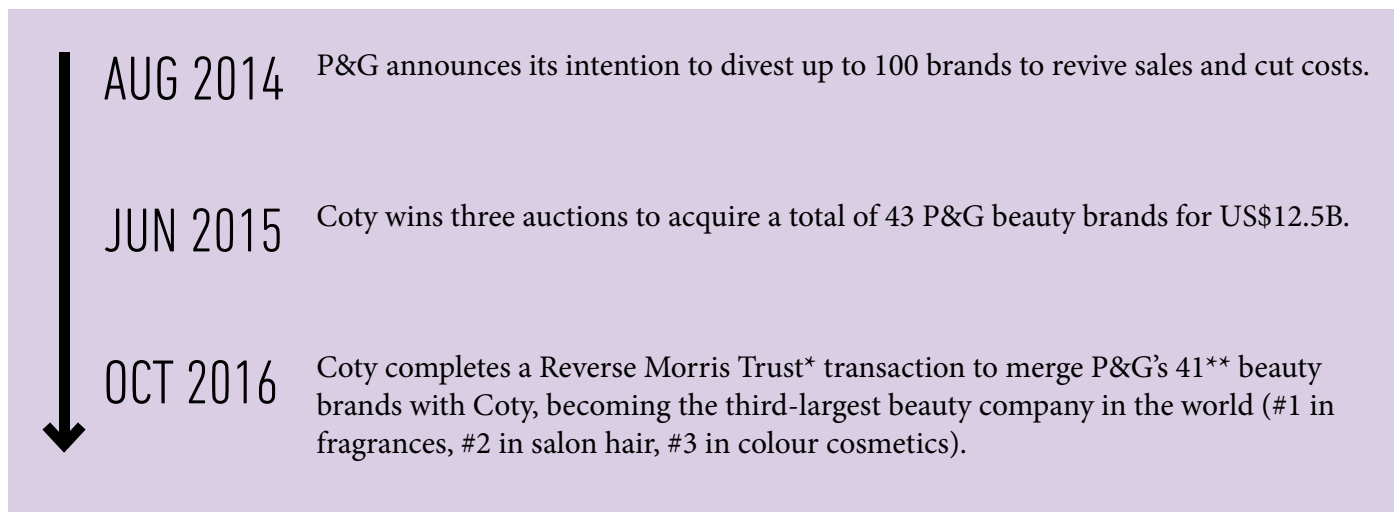 AUG 2014
P&G announces its intention to divest up to 100 brands to revive sales and cut costs.
JUN 2015
Coty wins three auctions to acquire a total of 43 P&G beauty brands for US$12.5B.
OCT 2016
Coty completes a Reverse Morris Trust* transaction to merge P&G’s 41** beauty
brands with Coty, becoming the third-largest beauty company in the world (#1 in
fragrances, #2 in salon hair, #3 in colour cosmetics).